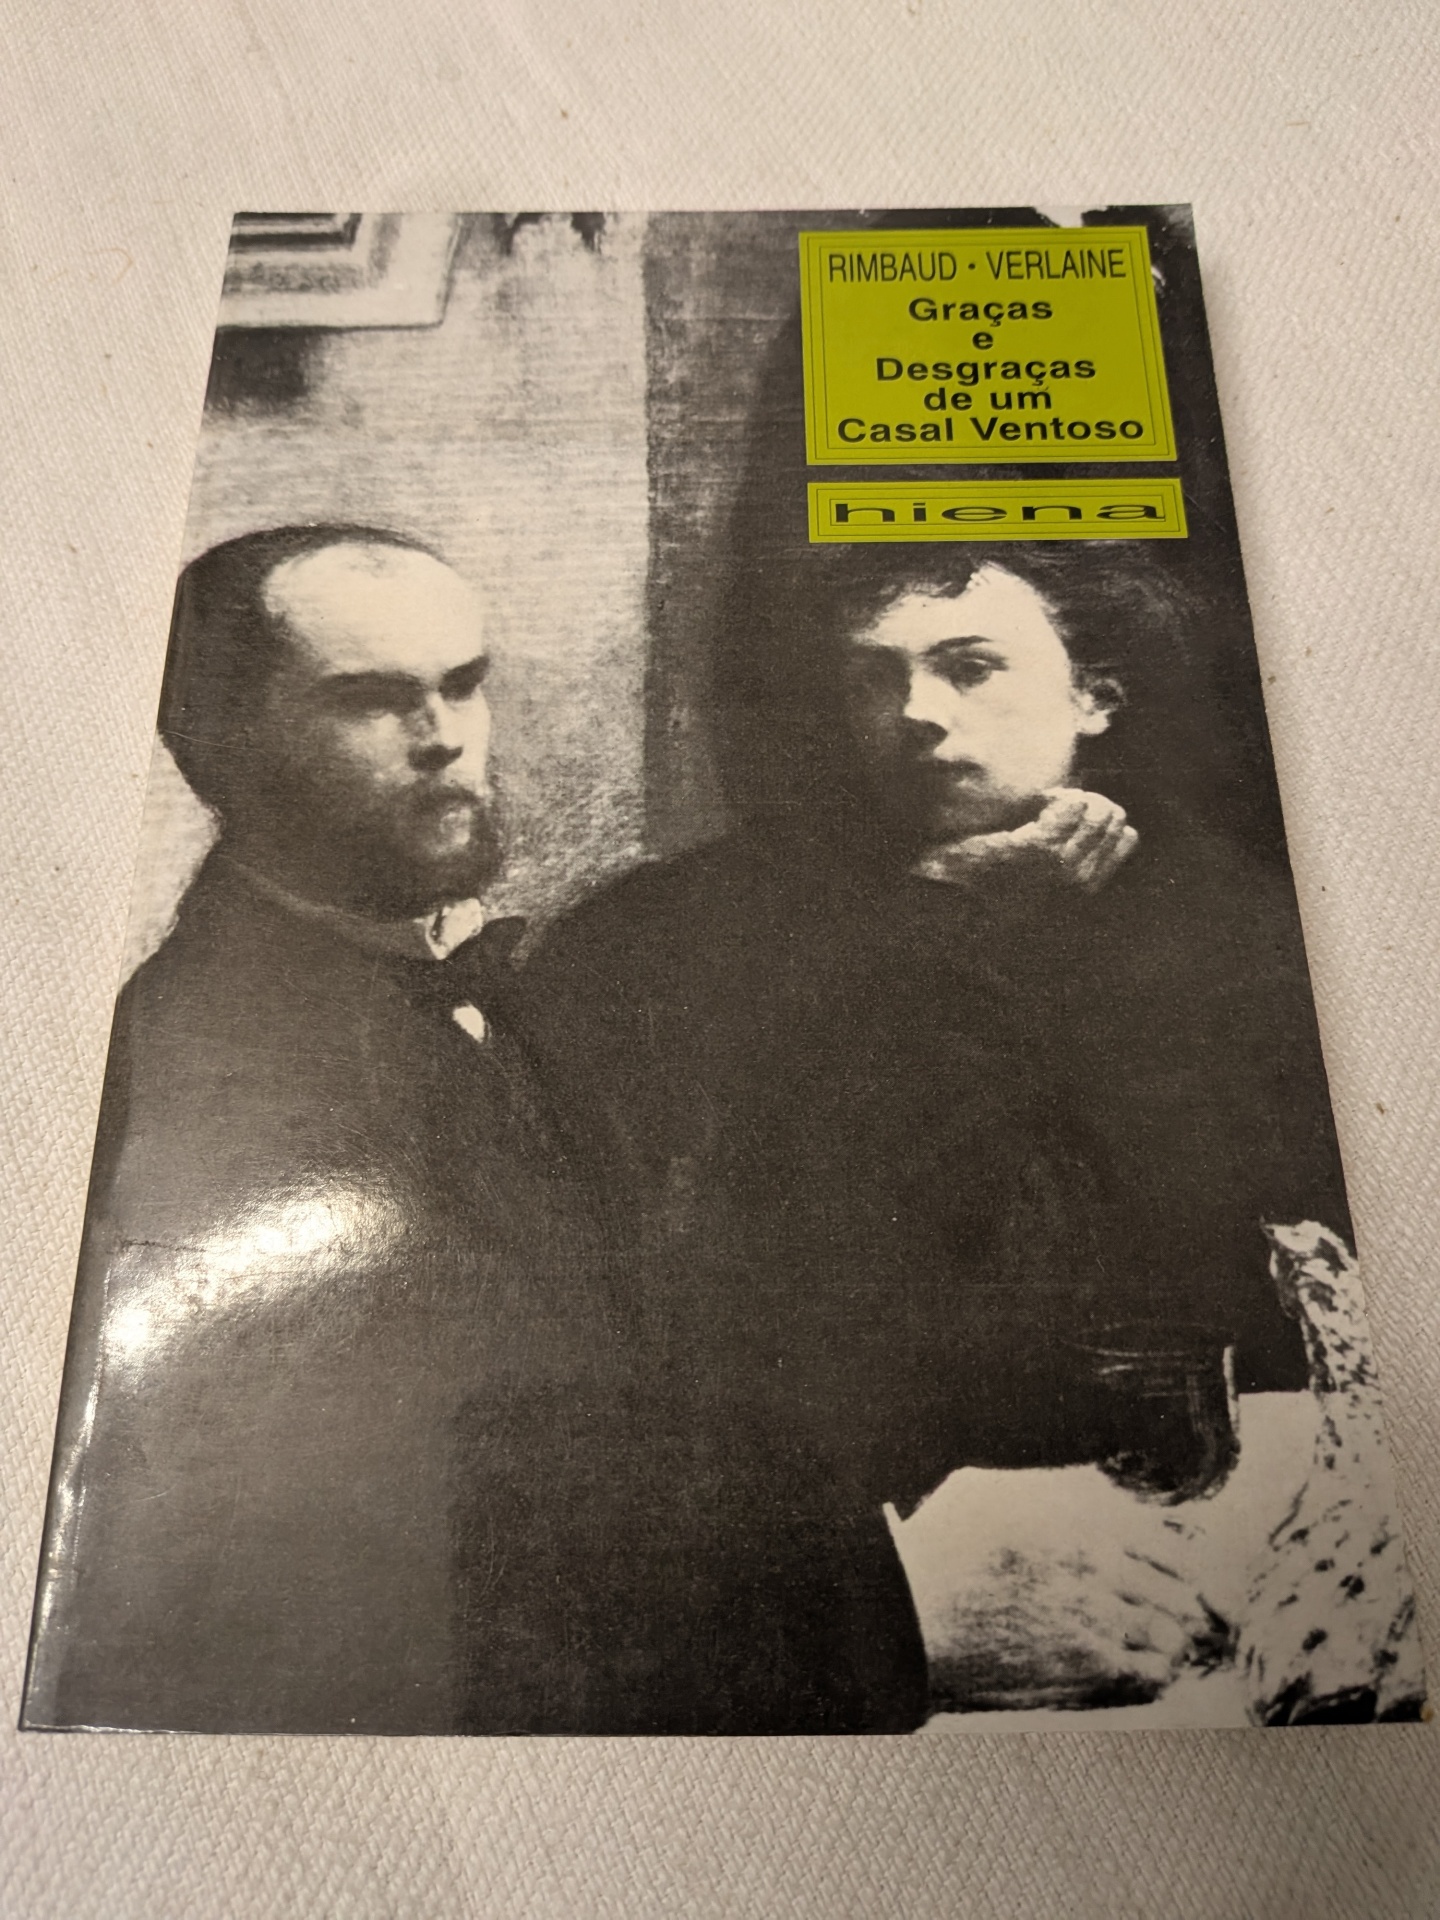 RIMBAUD · VERLAINE
Graças
e
Desgraças
de um
Casal Ventoso
hiena